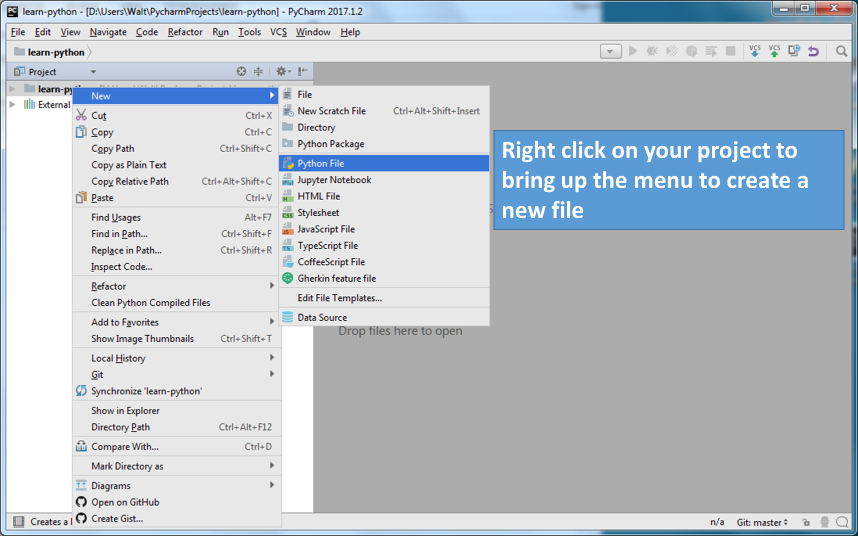 learn-python - [D:\Users\Walt\PycharmProjects\learn-python] - PyCharm 2017.1.2
File Edit View Navigate Code Refactor Run Tools VCS Window Help
learn-python
VCS VCS
Project
learn-py
External
New
Cut Ctrl+X
Copy Ctrl+C
Copy Path Ctrl+Shift+C
Copy as Plain Text
Copy Relative Path Ctrl+Alt+Shift+C
Paste Ctrl+V
Find Usages Alt+F7
Find in Path... Ctrl+Shift+F
Replace in Path... Ctrl+Shift+R
Inspect Code...
Refactor
Clean Python Compiled Files
Add to Favorites
Show Image Thumbnails Ctrl+Shift+T
Local History
Git
Synchronize 'learn-python'
Show in Explorer
Directory Path Ctrl+Alt+F12
Compare With... Ctrl+D
Mark Directory as
Diagrams
Open on GitHub
Create Gist...
File
New Scratch File Ctrl+Alt+Shift+Insert
Directory
Python Package
Python File
Jupyter Notebook
HTML File
Stylesheet
JavaScript File
TypeScript File
CoffeeScript File
Gherkin feature file
Edit File Templates...
Data Source
Right click on your project to
bring up the menu to create a
new file
Drop files here to open
Creates a
n/a Git: master